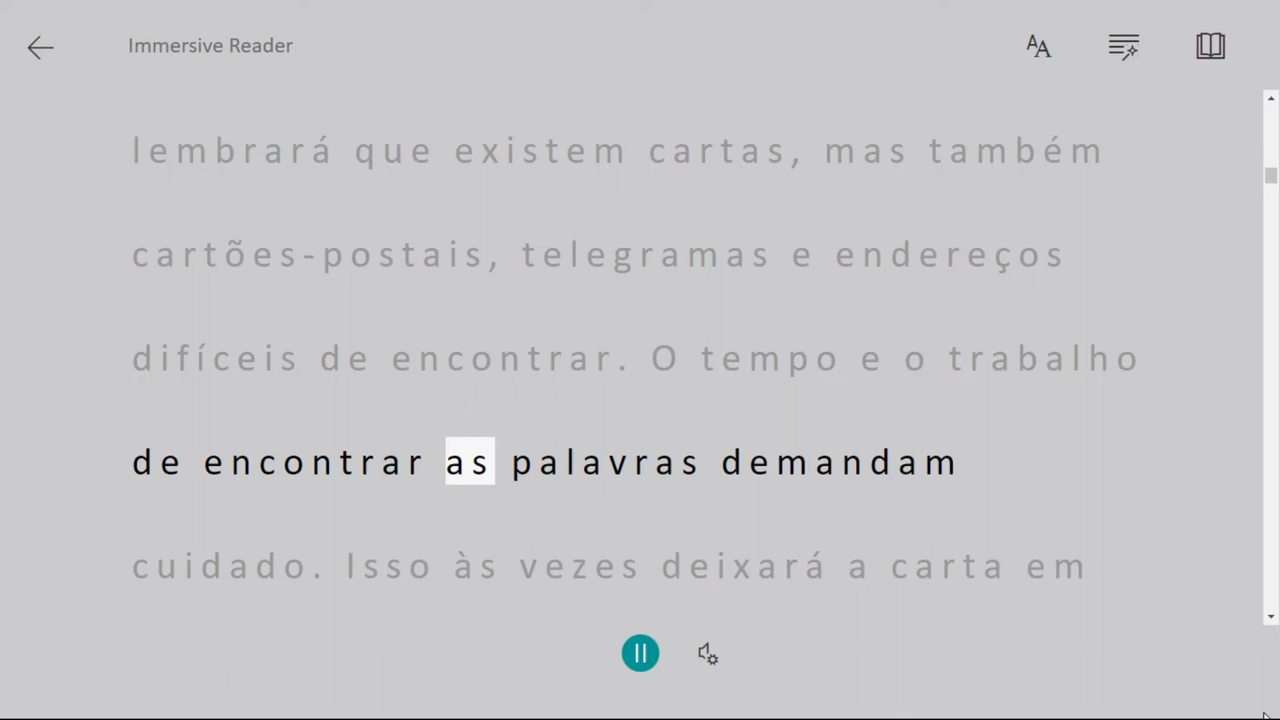 Immersive Reader
lembrará que existem cartas, mas também
cartões-postais, telegramas e endereços
difíceis de encontrar. O tempo e o trabalho
de encontrar as palavras demandam
cuidado. Isso às vezes deixará a carta em